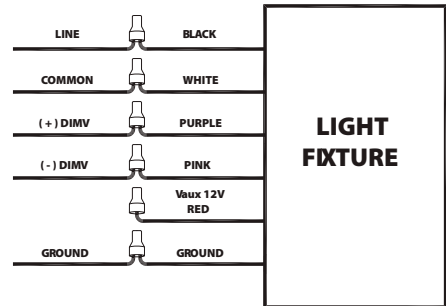 LINE BLACK
COMMON WHITE
(+) DIMV PURPLE
(-) DIMV PINK
Vaux 12V
RED
GROUND GROUND
LIGHT
FIXTURE